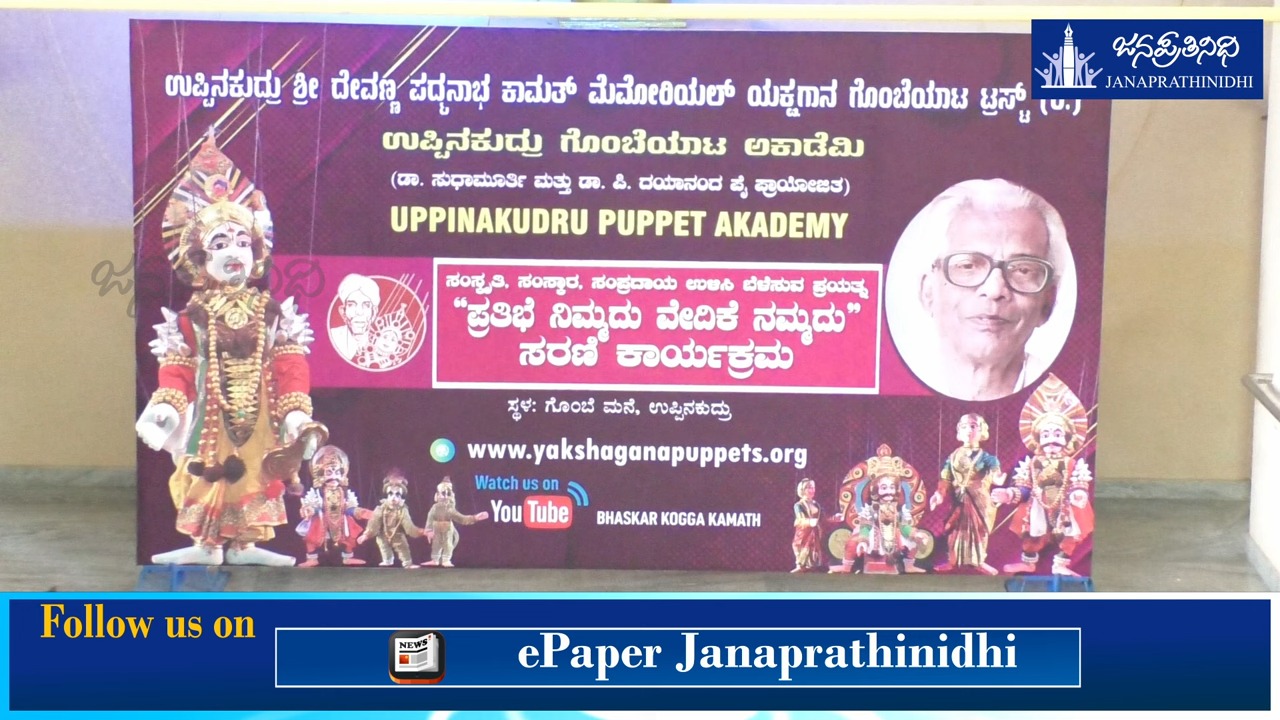 ಜನಪ್ರತಿನಿಧಿ
JANAPRATHINIDHI
ಉಪ್ಪಿನಕುದ್ರು ಶ್ರೀ ದೇವಣ್ಣ ಪದ್ಮನಾಭ ಕಾಮತ್ ಮೆಮೋರಿಯಲ್ ಯಕ್ಷಗಾನ ಗೊಂಬೆಯಾಟ ಟ್ರಸ್ಟ್ (ರಿ.)
ಉಪ್ಪಿನಕುದ್ರು ಗೊಂಬೆಯಾಟ ಅಕಾಡೆಮಿ
(ಡಾ. ಸುಧಾಮೂರ್ತಿ ಮತ್ತು ಡಾ. ಪಿ. ದಯಾನಂದ ಪೈ ಪ್ರಾಯೋಜಿತ)
UPPINAKUDRU PUPPET AKADEMY
ಜನಪ್ರತಿನಿಧಿ
ಸಂಸ್ಕೃತಿ, ಸಂಸ್ಕಾರ, ಸಂಪ್ರದಾಯ ಉಳಿಸಿ ಬೆಳೆಸುವ ಪ್ರಯತ್ನ
“ಪ್ರತಿಭೆ ನಿಮ್ಮದು ವೇದಿಕೆ ನಮ್ಮದು”
ಸರಣಿ ಕಾರ್ಯಕ್ರಮ
ಸ್ಥಳ: ಗೊಂಬೆ ಮನೆ, ಉಪ್ಪಿನಕುದ್ರು
www.yakshaganapuppets.org
Watch us on
YouTube BHASKAR KOGGA KAMATH
Follow us on
NEWS
ePaper Janaprathinidhi